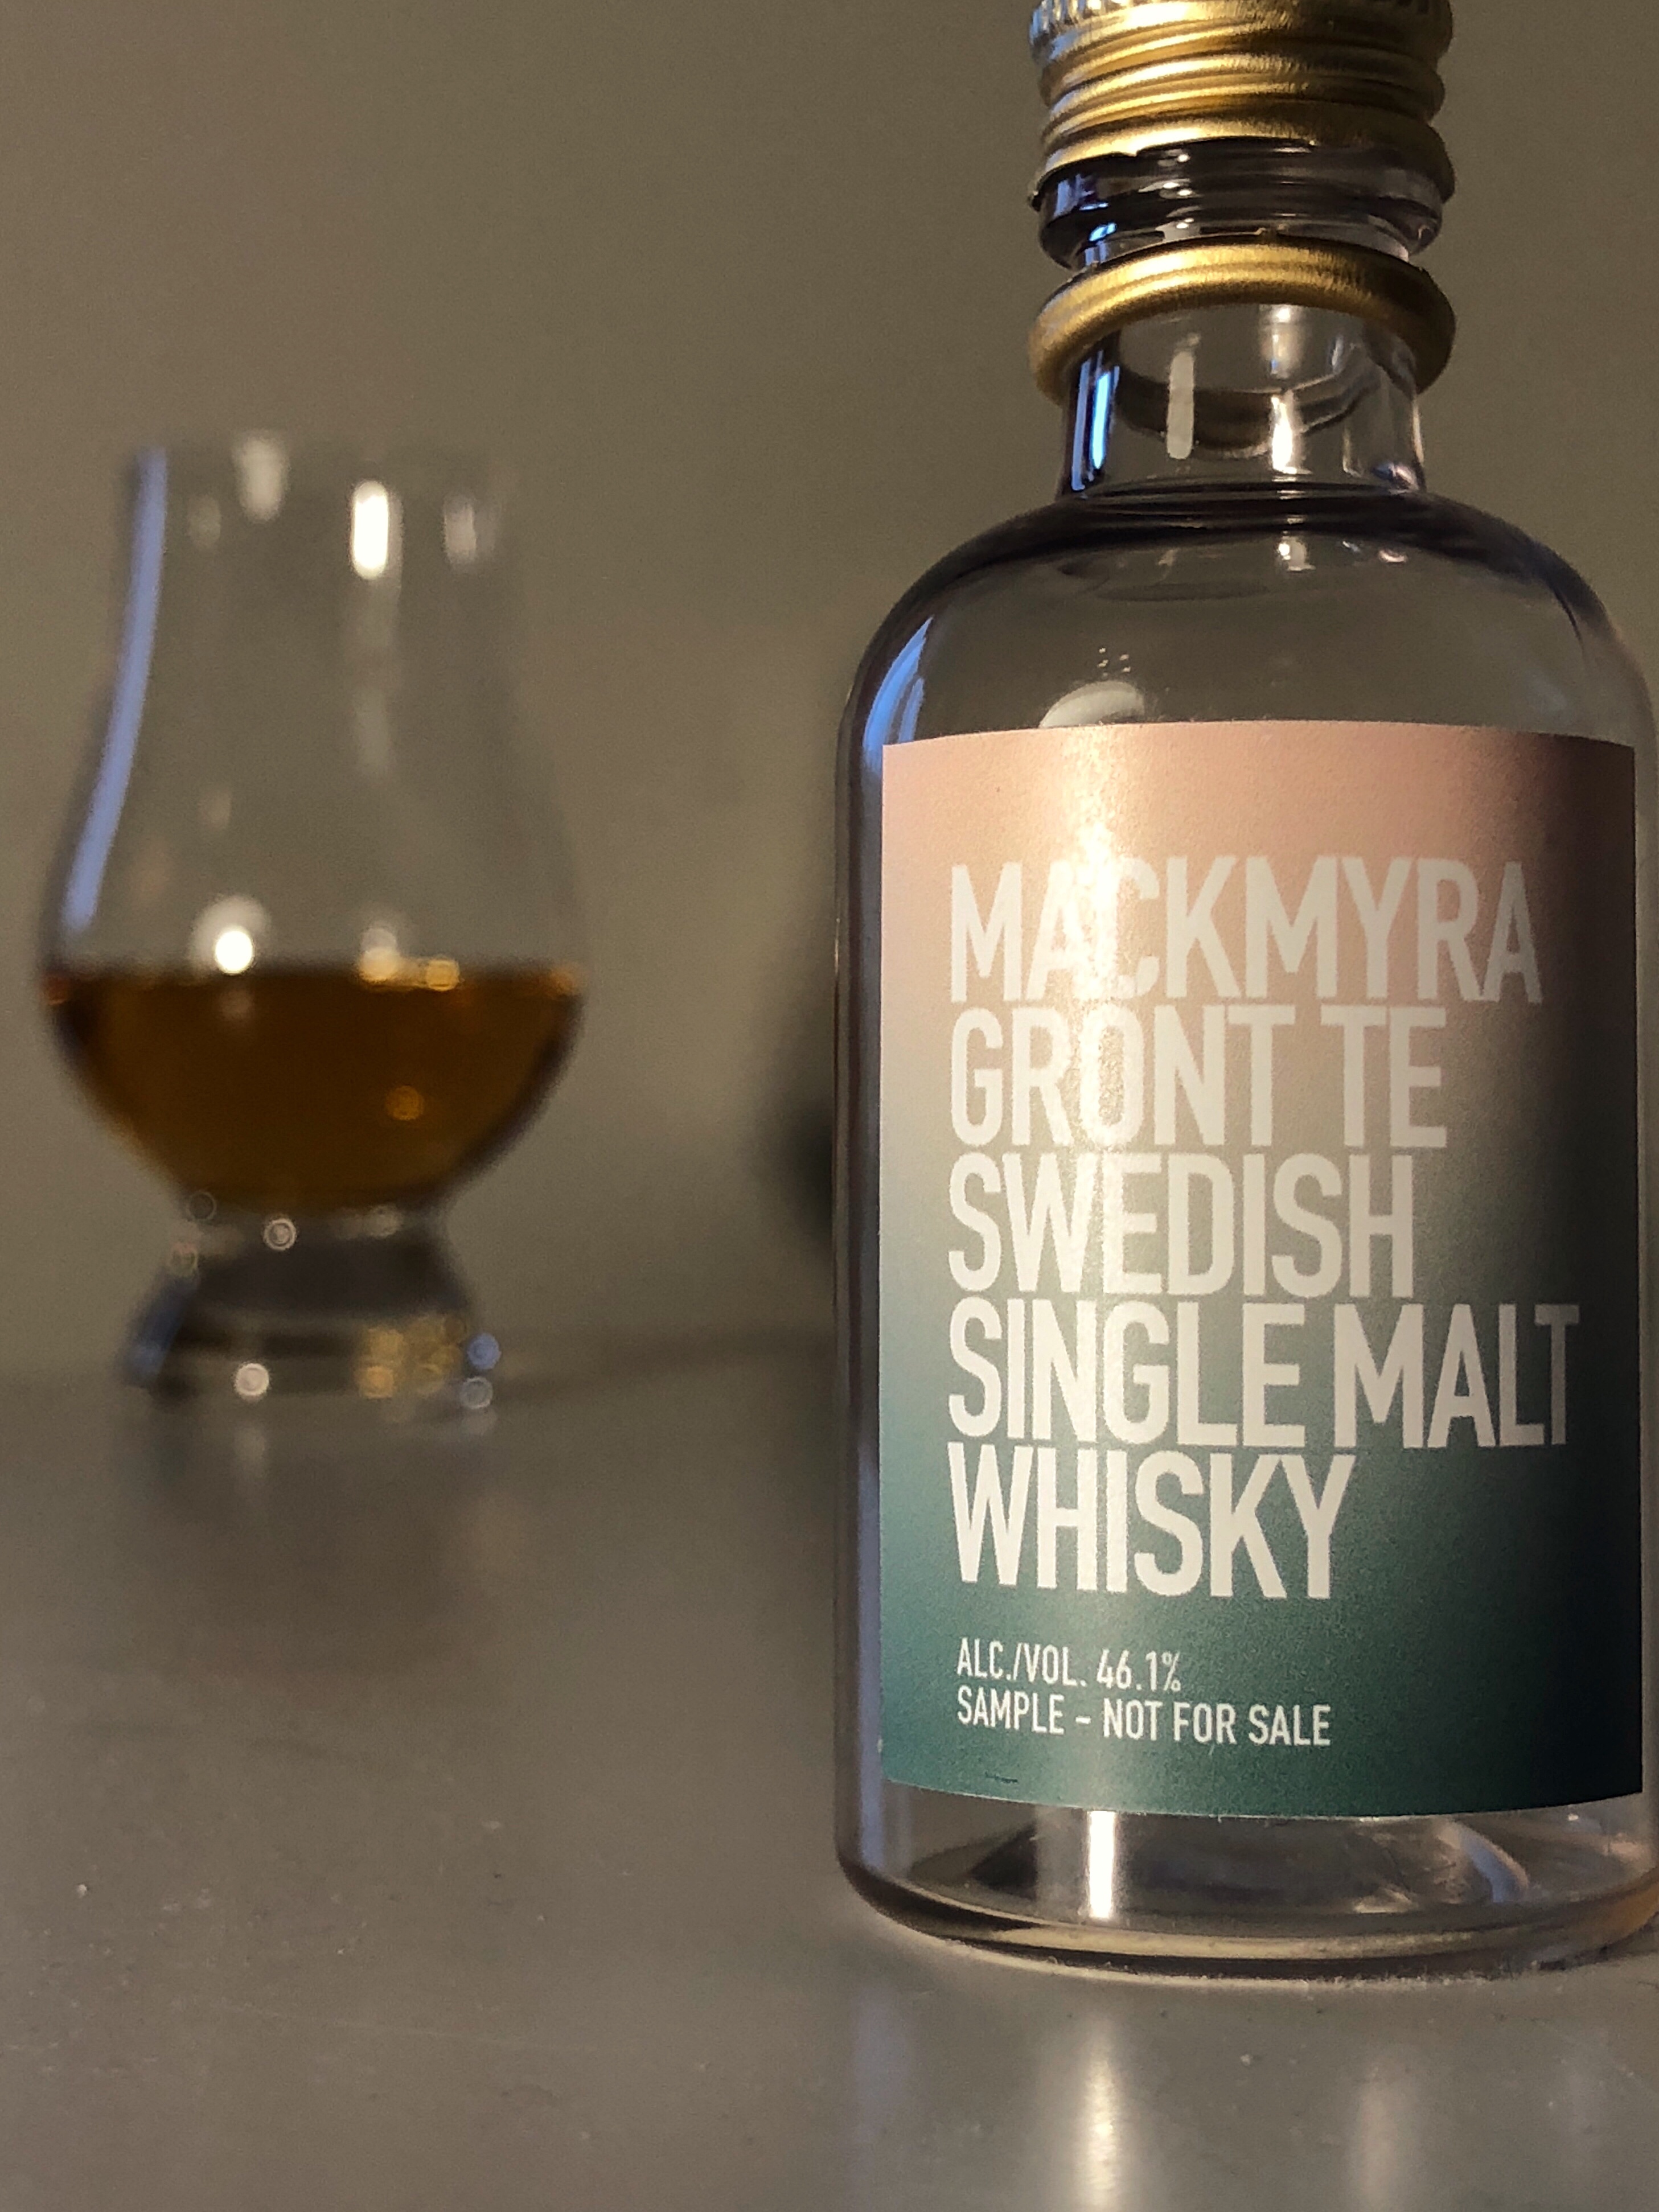 MACKMYRA
GRONT TE
SWEDISH
SINGLE MALT
WHISKY
ALC./VOL. 46.1%
SAMPLE - NOT FOR SALE